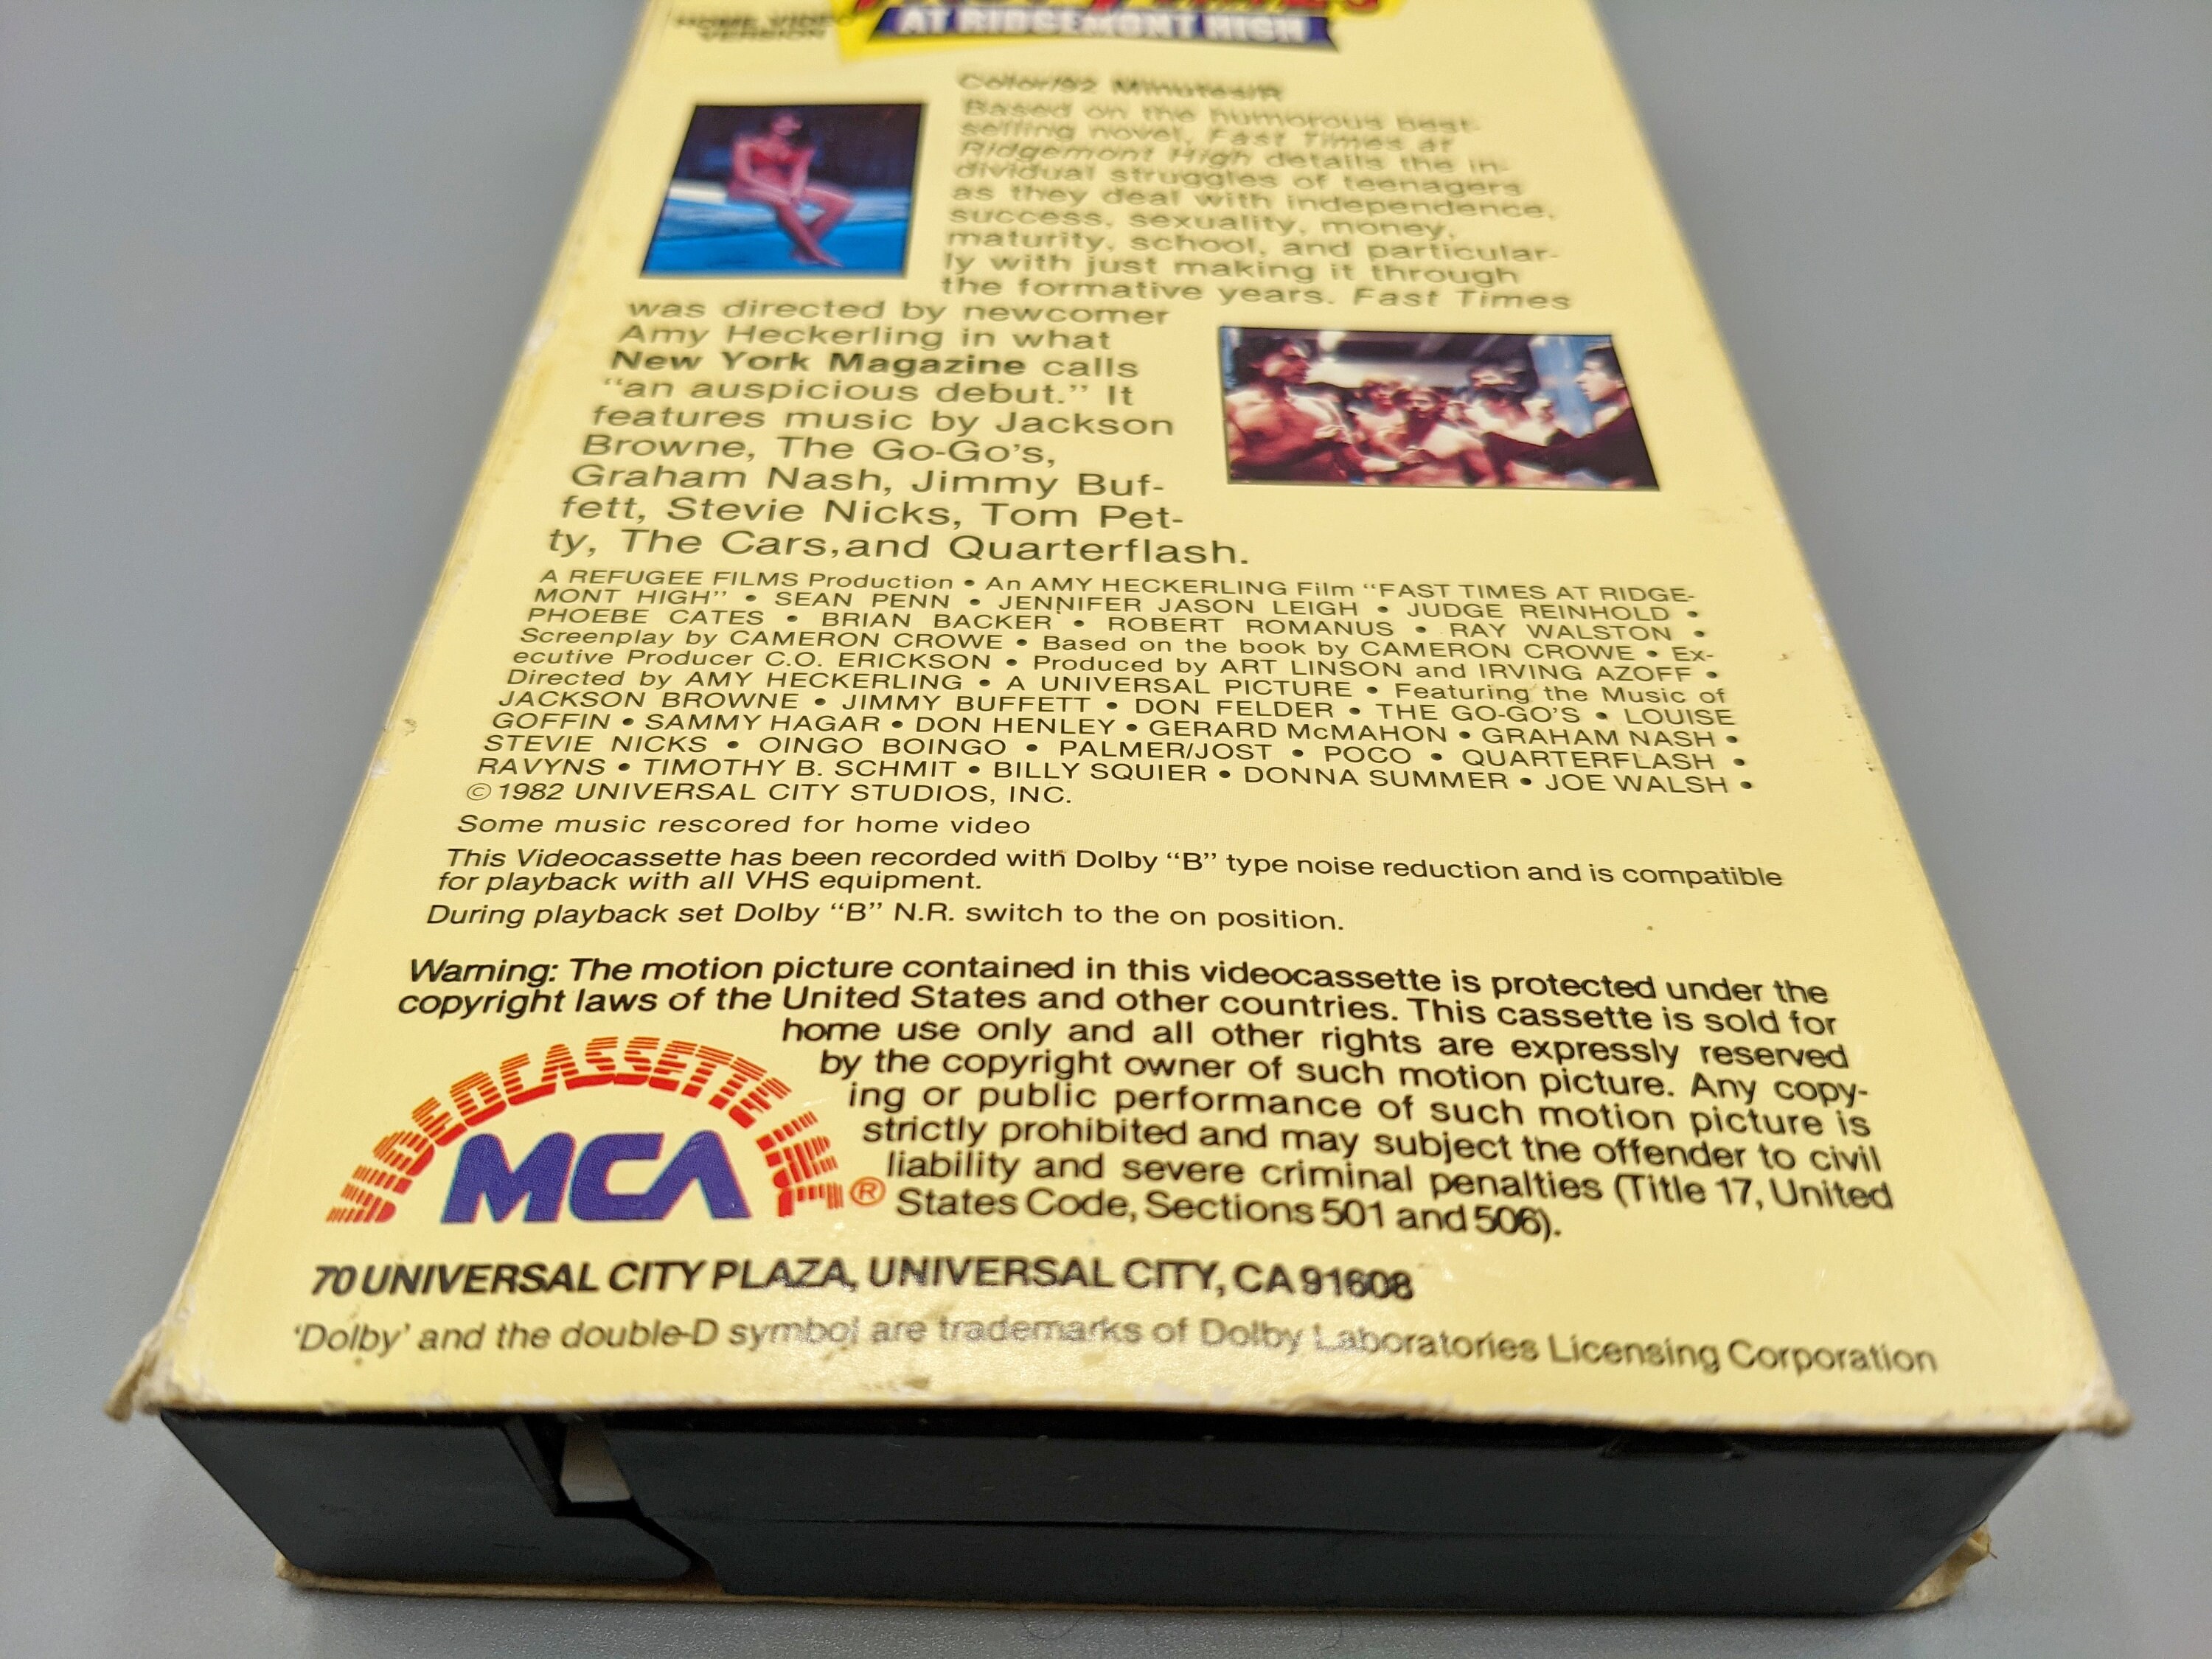 HOME VIDEO
VERSION
AT RIDGEMONT HIGH
Color/92 Minutes/R
Based on the humorous best-
selling novel, Fast Times at
Ridgemont High details the in-
dividual struggles of teenagers
as they deal with independence,
success, sexuality, money,
maturity, school, and particular-
ly with just making it through
the formative years. Fast Times
was directed by newcomer
Amy Heckerling in what
New York Magazine calls
“an auspicious debut.” It
features music by Jackson
Browne, The Go-Go’s,
Graham Nash, Jimmy Buf-
fett, Stevie Nicks, Tom Pet-
ty, The Cars,and Quarterflash.
A REFUGEE FILMS Production • An AMY HECKERLING Film “FAST TIMES AT RIDGE-
MONT HIGH” • SEAN PENN • JENNIFER JASON LEIGH • JUDGE REINHOLD •
PHOEBE CATES • BRIAN BACKER • ROBERT ROMANUS • RAY WALSTON •
Screenplay by CAMERON CROWE • Based on the book by CAMERON CROWE • Ex-
ecutive Producer C.O. ERICKSON • Produced by ART LINSON and IRVING AZOFF •
Directed by AMY HECKERLING • A UNIVERSAL PICTURE • Featuring the Music of
JACKSON BROWNE • JIMMY BUFFETT • DON FELDER • THE GO-GO’S • LOUISE
GOFFIN • SAMMY HAGAR • DON HENLEY • GERARD McMAHON • GRAHAM NASH •
STEVIE NICKS • OINGO BOINGO • PALMER/JOST • POCO • QUARTERFLASH •
RAVYNS • TIMOTHY B. SCHMIT • BILLY SQUIER • DONNA SUMMER • JOE WALSH •
©1982 UNIVERSAL CITY STUDIOS, INC.
Some music rescored for home video
This Videocassette has been recorded with Dolby “B” type noise reduction and is compatible
for playback with all VHS equipment.
During playback set Dolby “B” N.R. switch to the on position.
Warning: The motion picture contained in this videocassette is protected under the
copyright laws of the United States and other countries. This cassette is sold for
home use only and all other rights are expressly reserved
by the copyright owner of such motion picture. Any copy-
ing or public performance of such motion picture is
strictly prohibited and may subject the offender to civil
liability and severe criminal penalties (Title 17, United
States Code, Sections 501 and 506).
VIDEOCASSETTE
MCA
®
70 UNIVERSAL CITY PLAZA, UNIVERSAL CITY, CA 91608
‘Dolby’ and the double-D symbol are trademarks of Dolby Laboratories Licensing Corporation